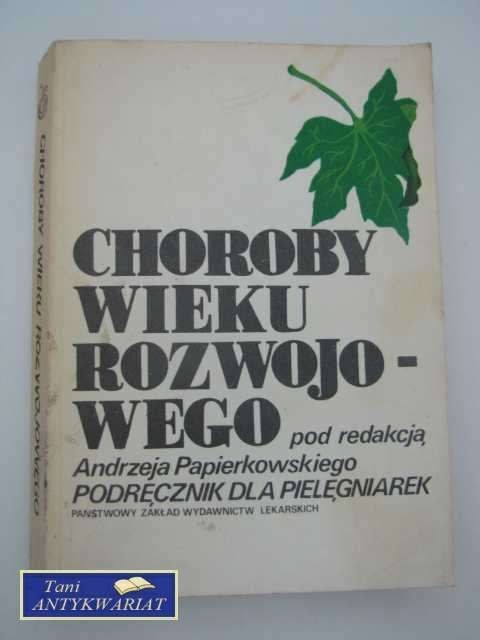 CHOROBY
WIEKU
ROZWOJO-
WEGO
pod redakcją
Andrzeja Papierkowskiego
PODRĘCZNIK DLA PIELĘGNIAREK
PAŃSTWOWY ZAKŁAD WYDAWNICTW LEKARSKICH
CHOROBY WIEKU ROZWOJOWEGO
Tani
ANTYKWARIAT